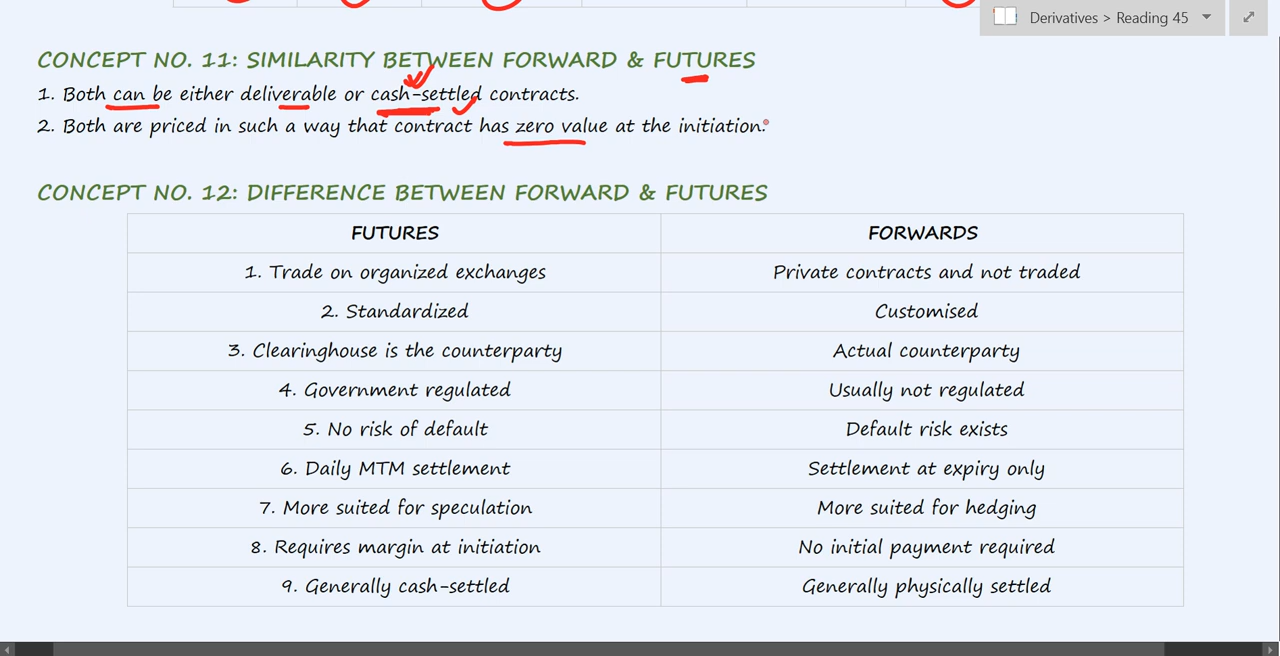 Derivatives > Reading 45
CONCEPT NO. 11: SIMILARITY BETWEEN FORWARD & FUTURES
1. Both can be either deliverable or cash-settled contracts.
2. Both are priced in such a way that contract has zero value at the initiation.
CONCEPT NO. 12: DIFFERENCE BETWEEN FORWARD & FUTURES
FUTURES FORWARDS
1. Trade on organized exchanges Private contracts and not traded
2. Standardized Customised
3. Clearinghouse is the counterparty Actual counterparty
4. Government regulated Usually not regulated
5. No risk of default Default risk exists
6. Daily MTM settlement Settlement at expiry only
7. More suited for speculation More suited for hedging
8. Requires margin at initiation No initial payment required
9. Generally cash-settled Generally physically settled